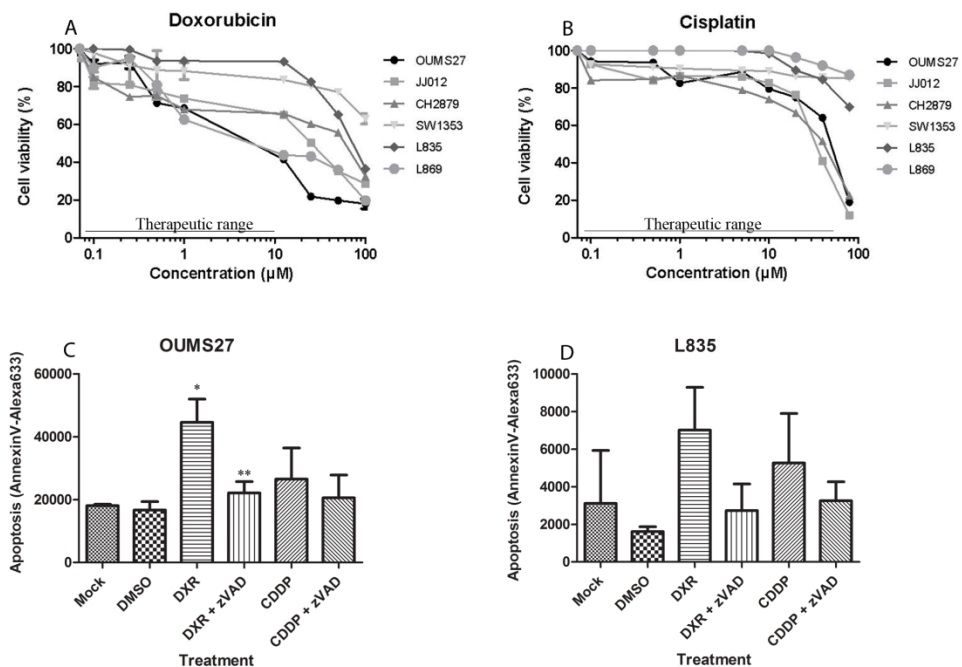 A
Doxorubicin
Cell viability (%)
100
80
60
40
20
0
Therapeutic range
0.1
1
10
100
Concentration (µM)
OUMS27
JJ012
CH2879
SW1353
L835
L869
B
Cisplatin
Cell viability (%)
100
80
60
40
20
0
Therapeutic range
0.1
1
10
100
Concentration (µM)
OUMS27
JJ012
CH2879
SW1353
L835
L869
C
OUMS27
Apoptosis (AnnexinV-Alexa633)
60000
40000
20000
0
*
**
Mock
DMSO
DXR
DXR + zVAD
CDDP
CDDP + zVAD
Treatment
D
L835
Apoptosis (AnnexinV-Alexa633)
10000
8000
6000
4000
2000
0
Mock
DMSO
DXR
DXR + zVAD
CDDP
CDDP + zVAD
Treatment